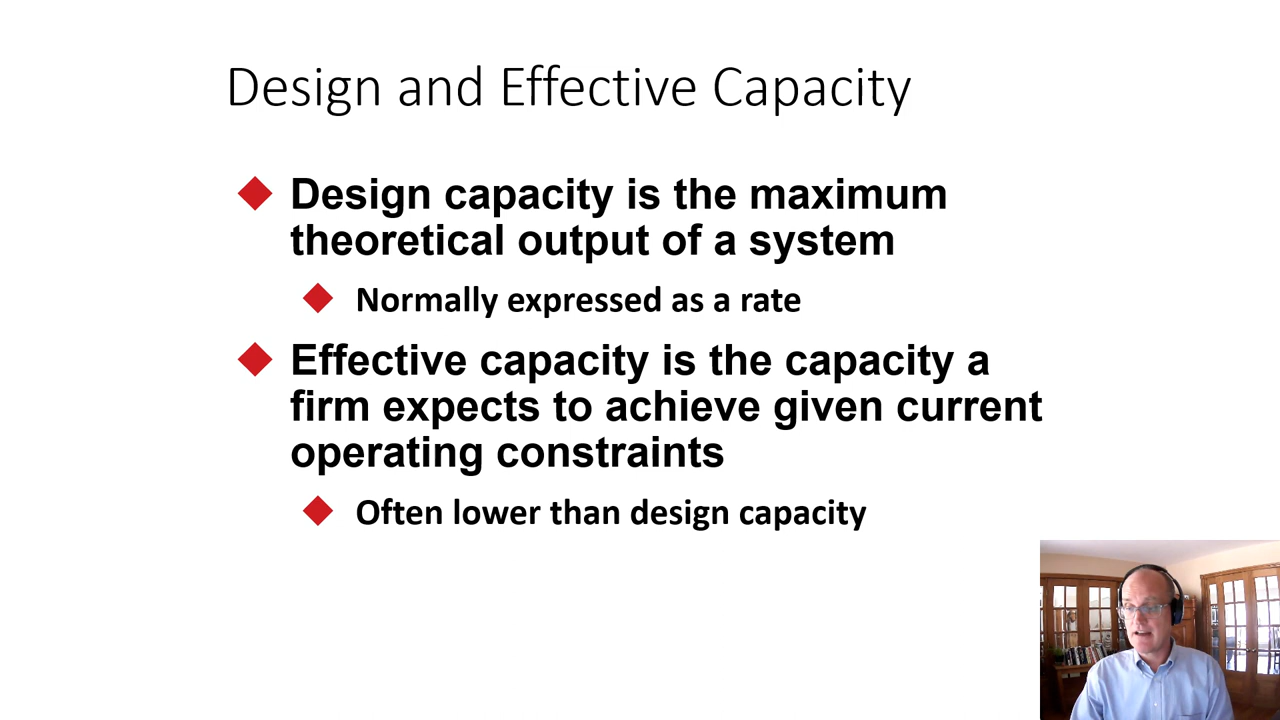 Design and Effective Capacity
Design capacity is the maximum
theoretical output of a system
Normally expressed as a rate
Effective capacity is the capacity a
firm expects to achieve given current
operating constraints
Often lower than design capacity